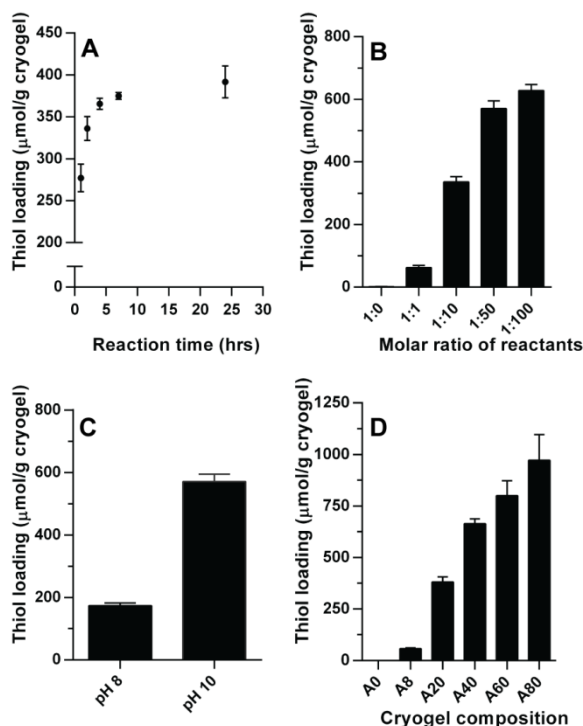 A
Thiol loading (μmol/g cryogel)
450
400
350
300
250
200
0
0 5 10 15 20 25 30
Reaction time (hrs)
B
Thiol loading (μmol/g cryogel)
800
600
400
200
0
1:0 1:1 1:10 1:50 1:100
Molar ratio of reactants
C
Thiol loading (μmol/g cryogel)
800
600
400
200
0
pH 8 pH 10
D
Thiol loading (μmol/g cryogel)
1250
1000
750
500
250
0
A0 A8 A20 A40 A60 A80
Cryogel composition